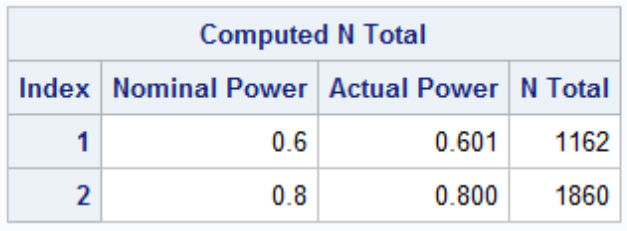 Computed N Total
Index Nominal Power Actual Power N Total
1 0.6 0.601 1162
2 0.8 0.800 1860